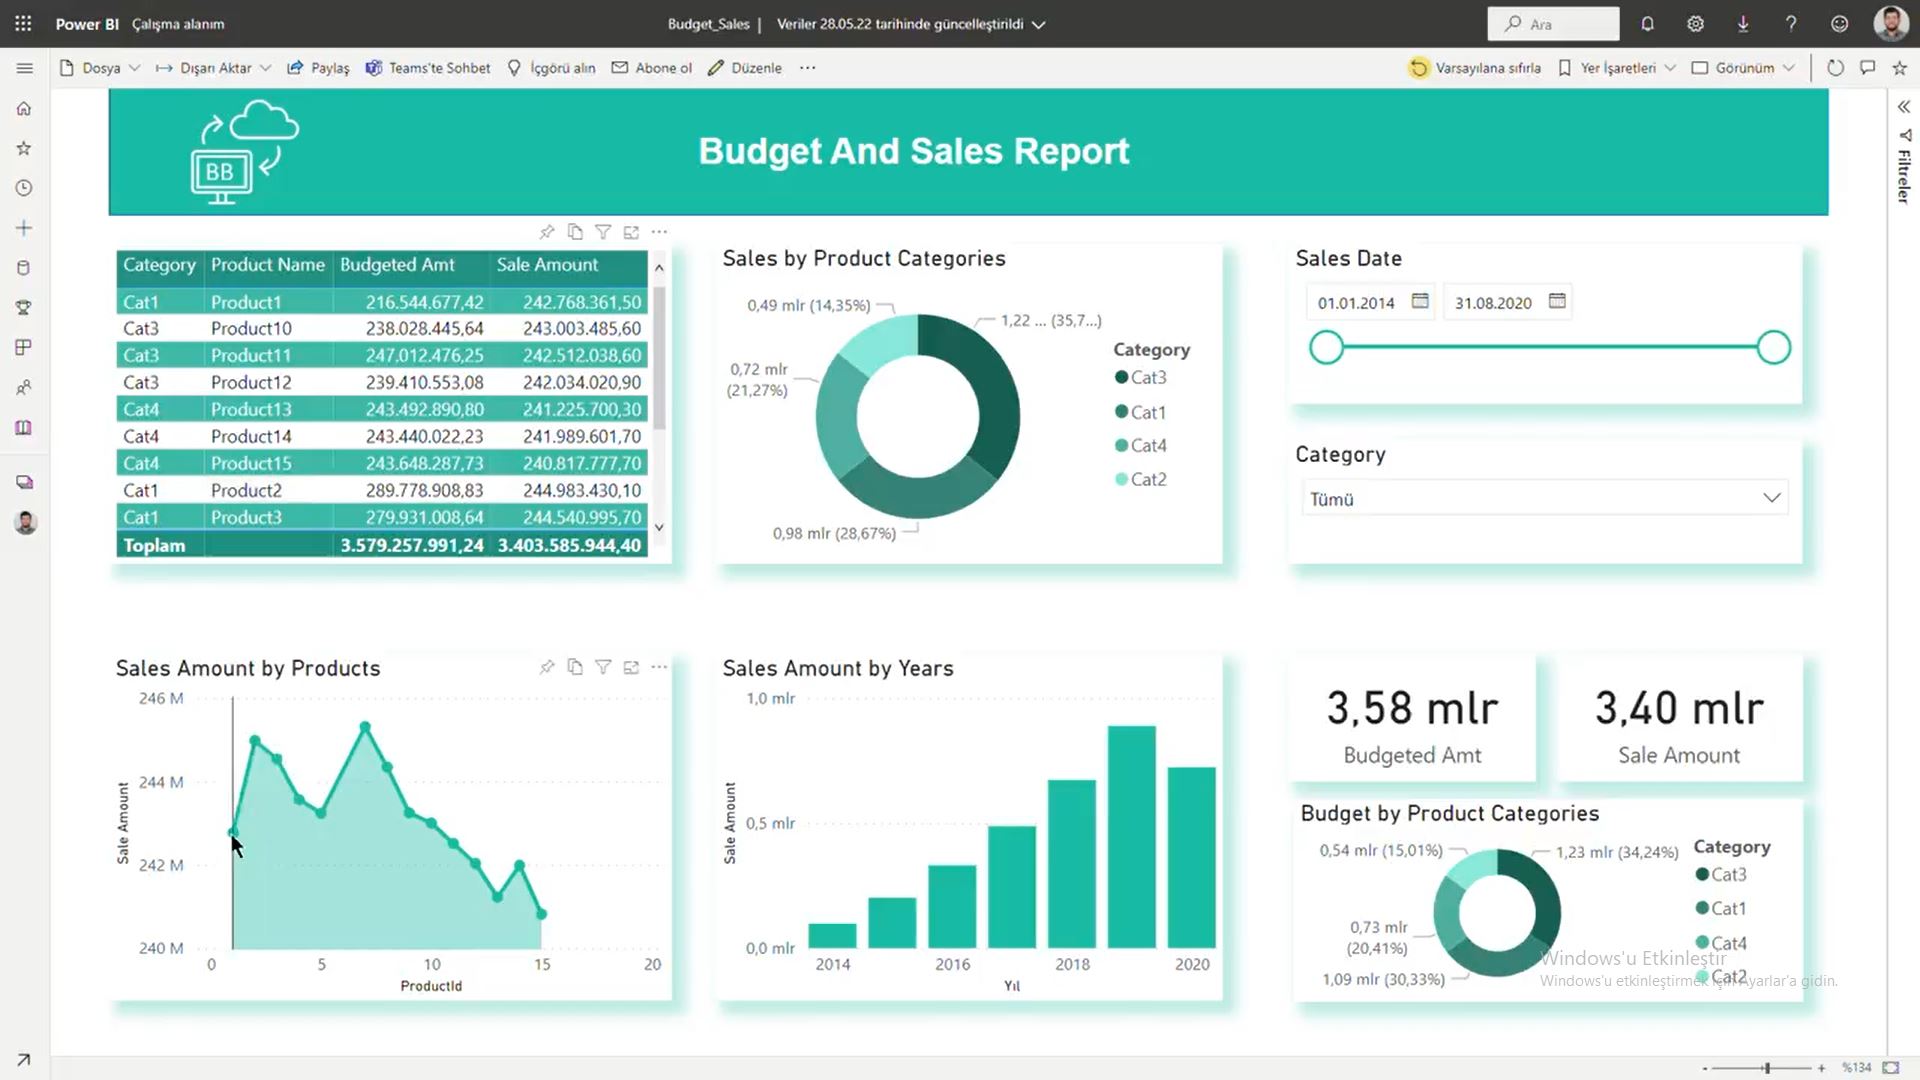 Power BI Çalışma alanım
Budget_Sales | Veriler 28.05.22 tarihinde güncelleştirildi
Ara
Dosya Dışarı Aktar Paylaş Teams'te Sohbet İçgörü alın Abone ol Düzenle ...
Varsayılana sıfırla Yer İşaretleri Görünüm
Filtreler
BB
Budget And Sales Report
Category Product Name Budgeted Amt Sale Amount
Cat1 Product1 216.544.677,42 242.768.361,50
Cat3 Product10 238.028.445,64 243.003.485,60
Cat3 Product11 247.012.476,25 242.512.038,60
Cat3 Product12 239.410.553,08 242.034.020,90
Cat4 Product13 243.492.890,80 241.225.700,30
Cat4 Product14 243.440.022,23 241.989.601,70
Cat4 Product15 243.648.287,73 240.817.777,70
Cat1 Product2 289.778.908,83 244.983.430,10
Cat1 Product3 279.931.008,64 244.540.995,70
Toplam 3.579.257.991,24 3.403.585.944,40
Sales by Product Categories
0,49 mlr (14,35%)
1,22 ... (35,7...)
0,72 mlr
(21,27%)
0,98 mlr (28,67%)
Category
Cat3
Cat1
Cat4
Cat2
Sales Date
01.01.2014 31.08.2020
Category
Tümü
Sales Amount by Products
246 M
244 M
242 M
240 M
Sale Amount
0 5 10 15 20
ProductId
Sales Amount by Years
1,0 mlr
0,5 mlr
0,0 mlr
Sale Amount
2014 2016 2018 2020
Yıl
3,58 mlr
Budgeted Amt
3,40 mlr
Sale Amount
Budget by Product Categories
0,54 mlr (15,01%)
1,23 mlr (34,24%)
0,73 mlr
(20,41%)
1,09 mlr (30,33%)
Category
Cat3
Cat1
Cat4
Cat2
Windows'u Etkinleştir
Windows'u etkinleştirmek için Ayarlar'a gidin.
- + %134